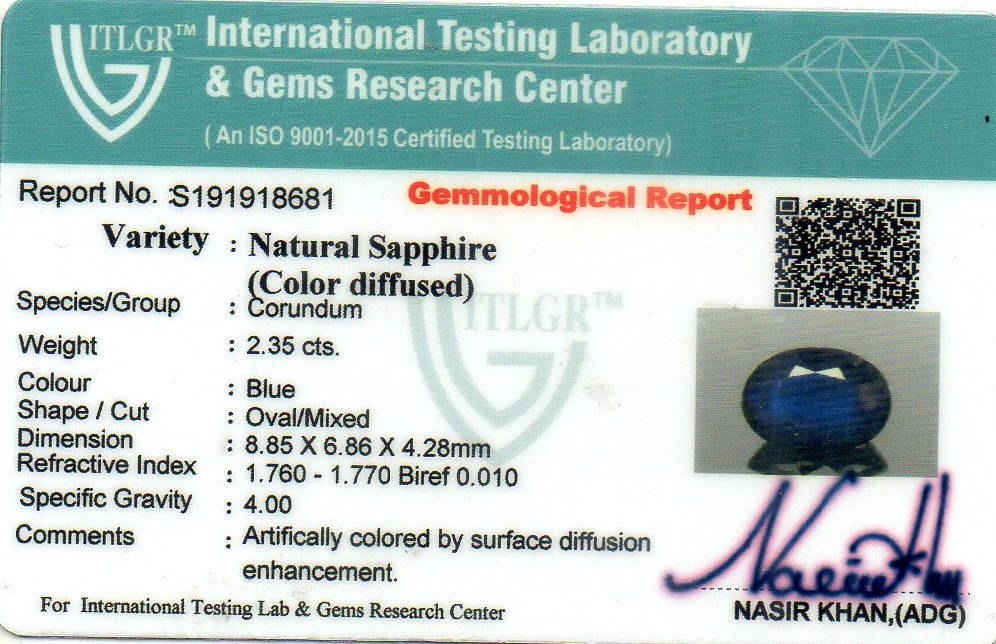 ITLGR™ International Testing Laboratory
& Gems Research Center
( An ISO 9001-2015 Certified Testing Laboratory)
Report No. :S191918681
Gemmological Report
Variety : Natural Sapphire
(Color diffused)
Species/Group : Corundum
ITLGR™
Weight : 2.35 cts.
Colour : Blue
Shape / Cut : Oval/Mixed
Dimension : 8.85 X 6.86 X 4.28mm
Refractive Index : 1.760 - 1.770 Biref 0.010
Specific Gravity : 4.00
Comments : Artifically colored by surface diffusion
enhancement.
For International Testing Lab & Gems Research Center
NASIR KHAN,(ADG)